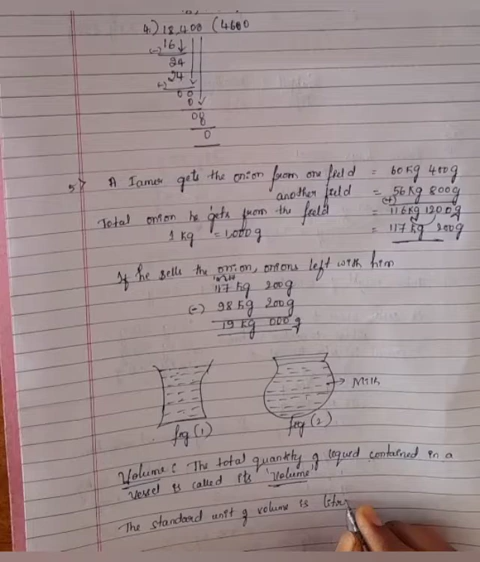 4) 18,400 (4600
(-) 16
24
(-) 24
00
0
08
0
5> A Famer gets the onion from one field = 60 Kg 400g
another field = 56 Kg 800g
(+)
Total onion he gets from the field = 116 Kg 1200g
1 Kg = 1,000g = 117 Kg 200g
If he sells the onion, onions left with him
117 Kg 200g
(-) 98 Kg 200g
19 Kg 000g
→ Milk
fig (1) fig (2)
Volume : The total quantity of liquid contained in a
vessel is called its "Volume"
The standard unit of volume is liter